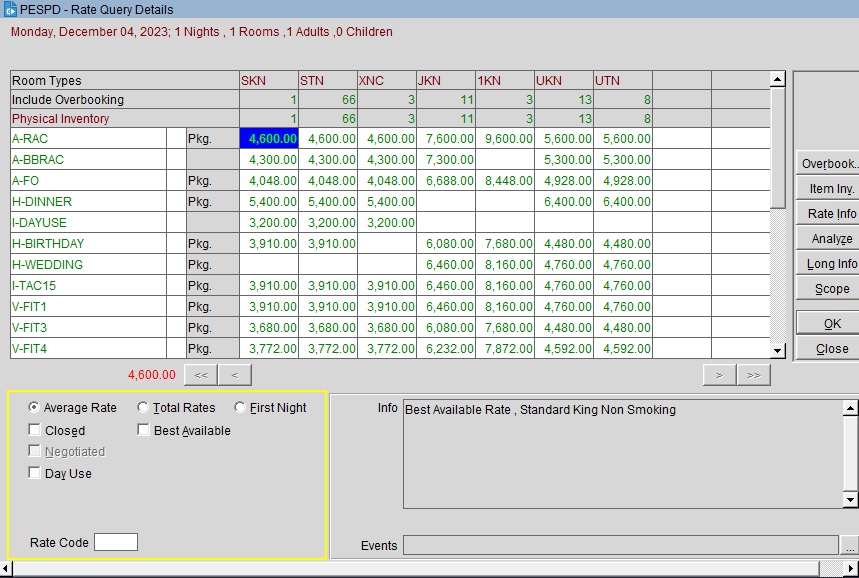 PESPD - Rate Query Details
Monday, December 04, 2023; 1 Nights , 1 Rooms ,1 Adults ,0 Children
Room Types SKN STN XNC JKN 1KN UKN UTN
Include Overbooking 1 66 3 11 3 13 8
Physical Inventory 1 66 3 11 3 13 8
A-RAC Pkg. 4,600.00 4,600.00 4,600.00 7,600.00 9,600.00 5,600.00 5,600.00
A-BBRAC 4,300.00 4,300.00 4,300.00 7,300.00 5,300.00 5,300.00
A-FO Pkg. 4,048.00 4,048.00 4,048.00 6,688.00 8,448.00 4,928.00 4,928.00
H-DINNER Pkg. 5,400.00 5,400.00 5,400.00 6,400.00 6,400.00
I-DAYUSE 3,200.00 3,200.00 3,200.00
H-BIRTHDAY Pkg. 3,910.00 3,910.00 6,080.00 7,680.00 4,480.00 4,480.00
H-WEDDING Pkg. 6,460.00 8,160.00 4,760.00 4,760.00
I-TAC15 Pkg. 3,910.00 3,910.00 3,910.00 6,460.00 8,160.00 4,760.00 4,760.00
V-FIT1 Pkg. 3,910.00 3,910.00 3,910.00 6,460.00 8,160.00 4,760.00 4,760.00
V-FIT3 Pkg. 3,680.00 3,680.00 3,680.00 6,080.00 7,680.00 4,480.00 4,480.00
V-FIT4 Pkg. 3,772.00 3,772.00 3,772.00 6,232.00 7,872.00 4,592.00 4,592.00
Overbook..
Item Inv.
Rate Info
Analyze
Long Info
Scope
OK
Close
4,600.00 << < > >>
Average Rate Total Rates First Night
Closed Best Available
Negotiated
Day Use
Rate Code
Info Best Available Rate , Standard King Non Smoking
Events ...